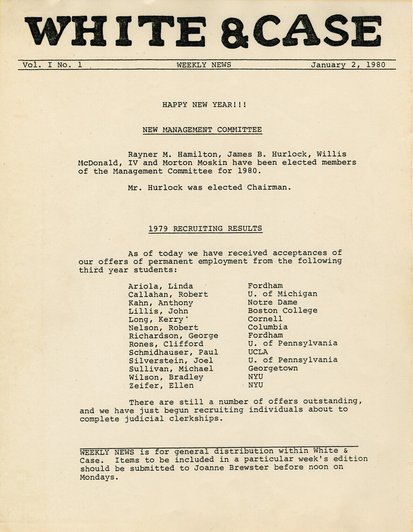 WHITE & CASE
Vol. I No. 1 WEEKLY NEWS January 2, 1980
HAPPY NEW YEAR!!!
NEW MANAGEMENT COMMITTEE
Rayner M. Hamilton, James B. Hurlock, Willis
McDonald, IV and Morton Moskin have been elected members
of the Management Committee for 1980.
Mr. Hurlock was elected Chairman.
1979 RECRUITING RESULTS
As of today we have received acceptances of
our offers of permanent employment from the following
third year students:
Ariola, Linda Fordham
Callahan, Robert U. of Michigan
Kahn, Anthony Notre Dame
Lillis, John Boston College
Long, Kerry Cornell
Nelson, Robert Columbia
Richardson, George Fordham
Rones, Clifford U. of Pennsylvania
Schmidhauser, Paul UCLA
Silverstein, Joel U. of Pennsylvania
Sullivan, Michael Georgetown
Wilson, Bradley NYU
Zeifer, Ellen NYU
There are still a number of offers outstanding,
and we have just begun recruiting individuals about to
complete judicial clerkships.
WEEKLY NEWS is for general distribution within White &
Case. Items to be included in a particular week's edition
should be submitted to Joanne Brewster before noon on
Mondays.